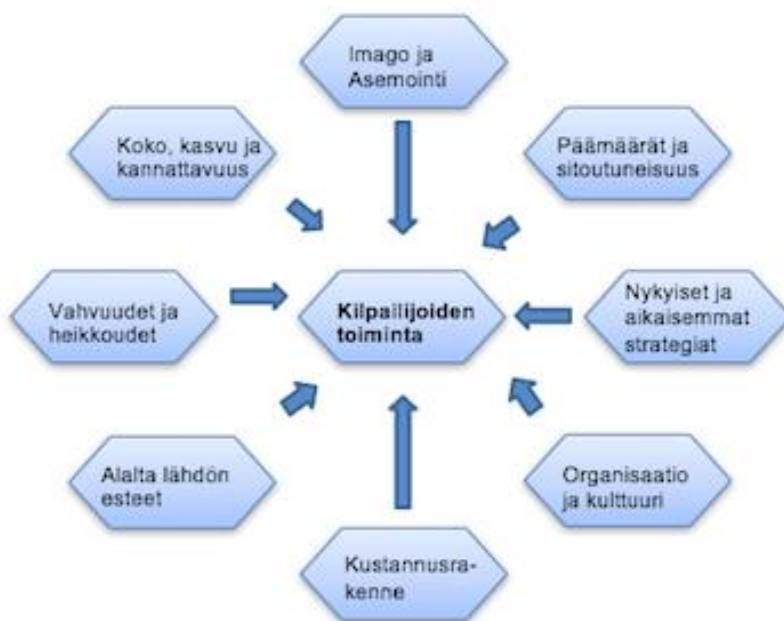 Imago ja
Asemointi
Koko, kasvu ja
kannattavuus
Päämäärät ja
sitoutuneisuus
Vahvuudet ja
heikkoudet
Kilpailijoiden
toiminta
Nykyiset ja
aikaisemmat
strategiat
Alalta lähdön
esteet
Organisaatio
ja kulttuuri
Kustannusra-
kenne